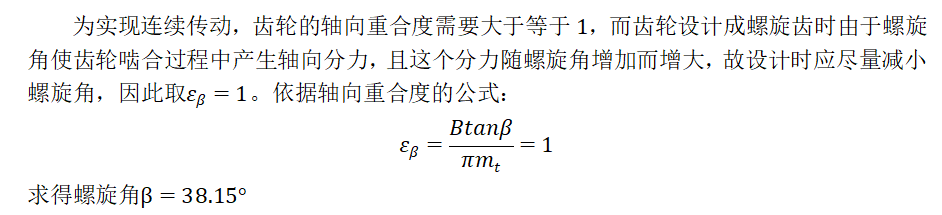 为实现连续传动，齿轮的轴向重合度需要大于等于 1，而齿轮设计成螺旋齿时由于螺旋
角使齿轮啮合过程中产生轴向分力，且这个分力随螺旋角增加而增大，故设计时应尽量减小
螺旋角，因此取εᵦ = 1。依据轴向重合度的公式：
εᵦ = Btanβ / πmₜ = 1
求得螺旋角β = 38.15°